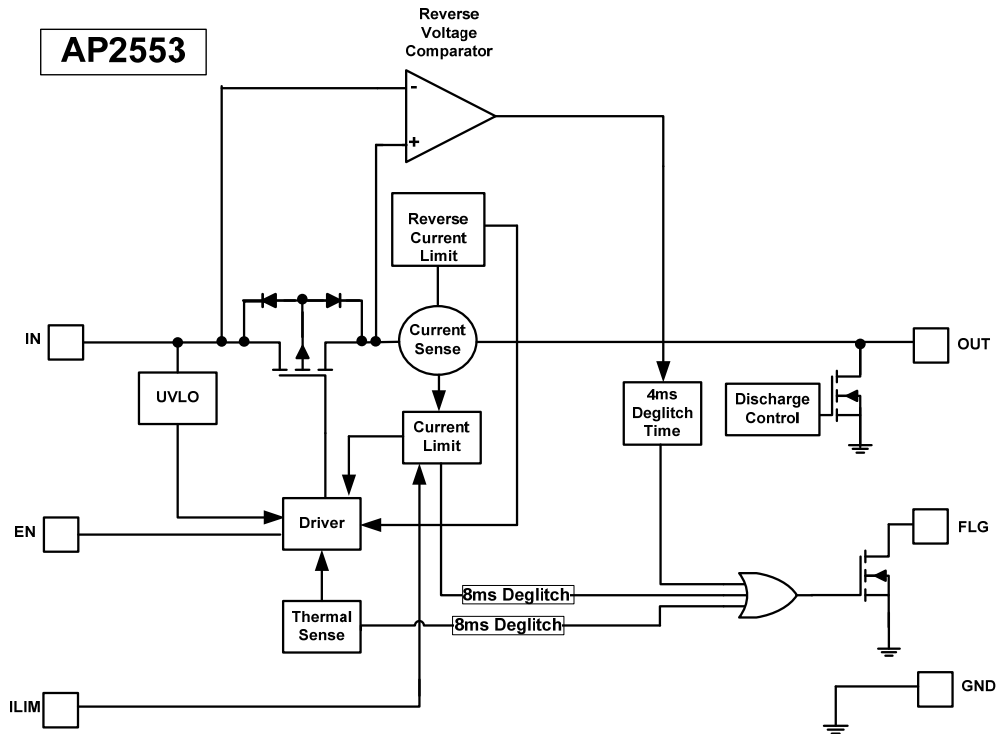 AP2553
Reverse
Voltage
Comparator
-
+
Reverse
Current
Limit
IN
Current
Sense
OUT
UVLO
4ms
Deglitch
Time
Discharge
Control
Current
Limit
Driver
EN
FLG
8ms Deglitch
Thermal
Sense
8ms Deglitch
GND
ILIM